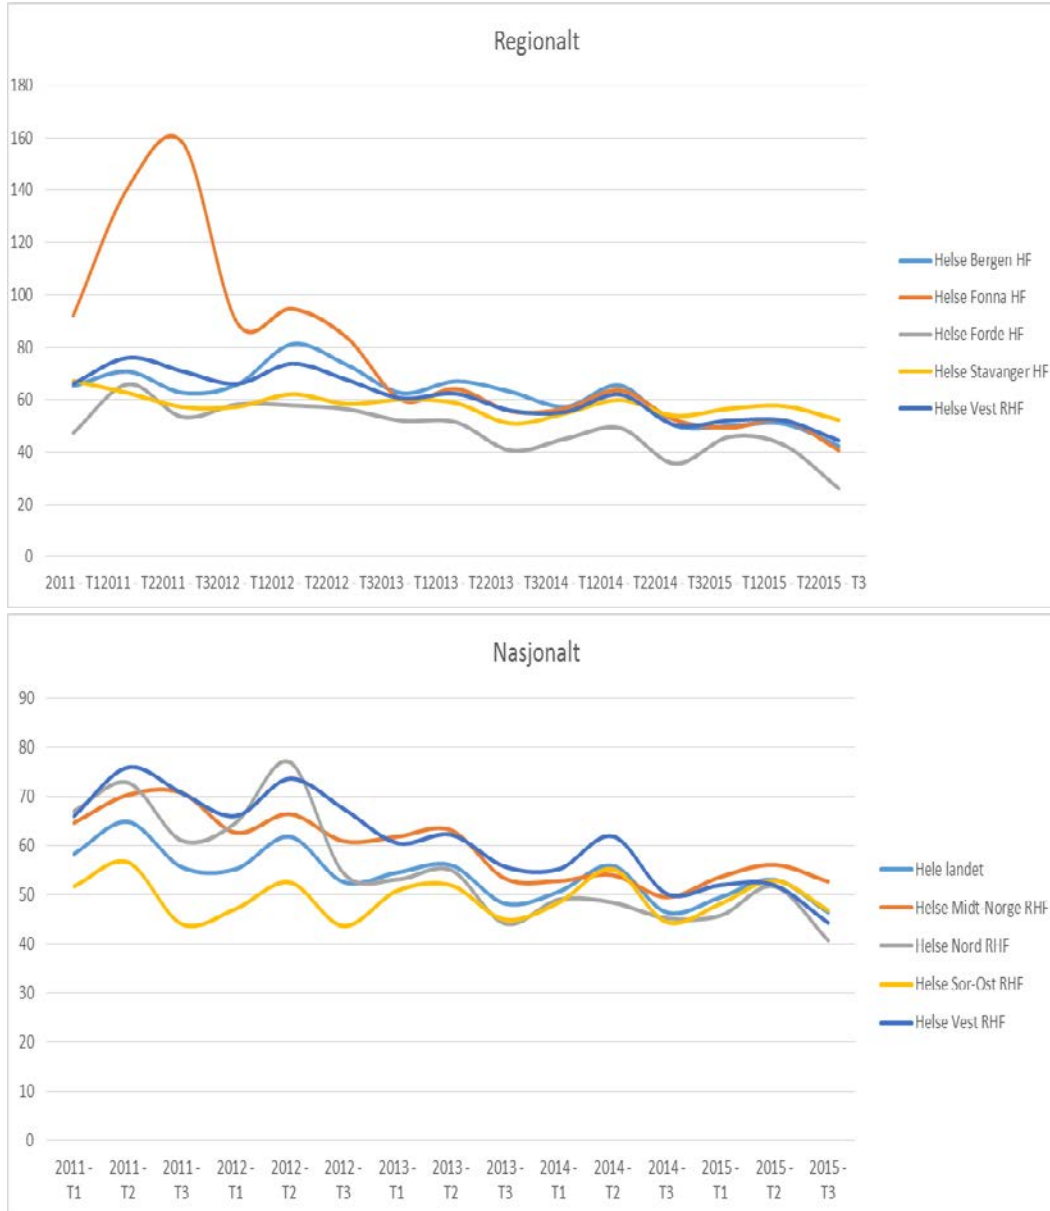 Regionalt
180
160
140
120
100
80
60
40
20
0
2011 - T12011 - T22011 - T32012 - T12012 - T22012 - T32013 - T12013 - T22013 - T32014 - T12014 - T22014 - T32015 - T12015 - T22015 - T3
Helse Bergen HF
Helse Fonna HF
Helse Forde HF
Helse Stavanger HF
Helse Vest RHF
Nasjonalt
90
80
70
60
50
40
30
20
10
0
2011 - 2011 - 2011 - 2012 - 2012 - 2012 - 2013 - 2013 - 2013 - 2014 - 2014 - 2014 - 2015 - 2015 - 2015 -
T1 T2 T3 T1 T2 T3 T1 T2 T3 T1 T2 T3 T1 T2 T3
Hele landet
Helse Midt-Norge RHF
Helse Nord RHF
Helse Sor-Ost RHF
Helse Vest RHF